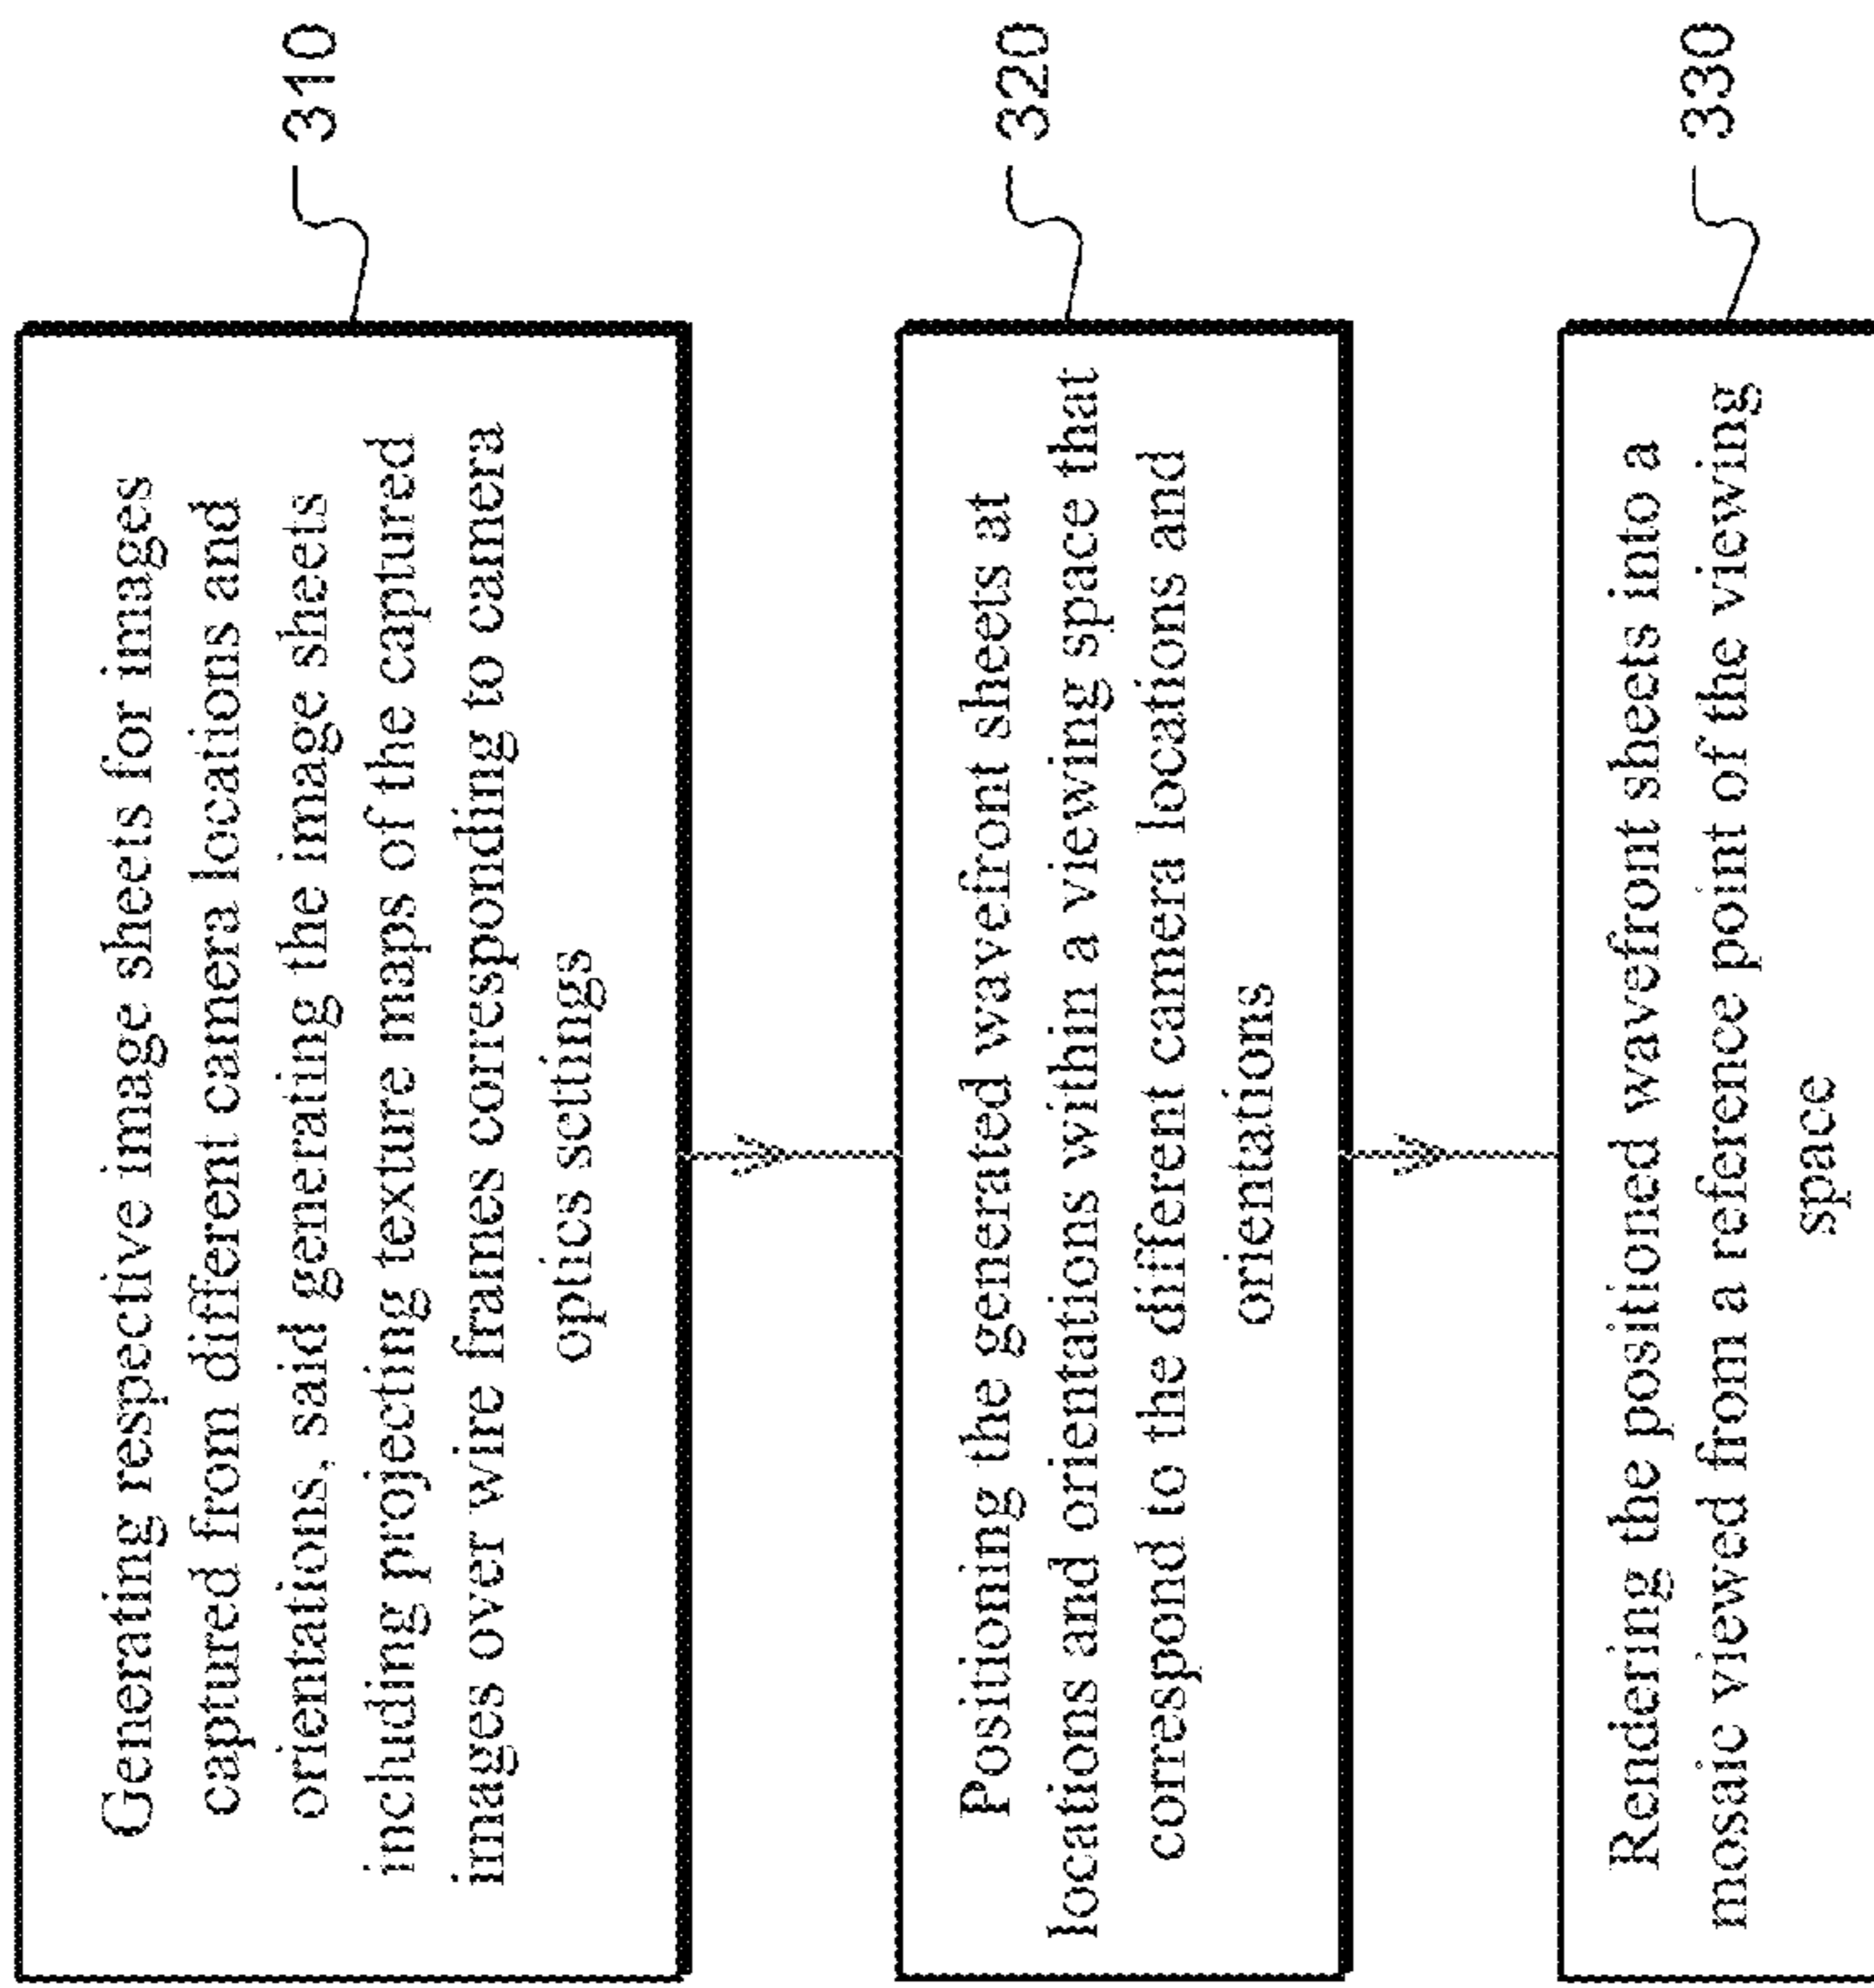 Generating respective image sheets for images
captured from different camera locations and
orientations, said generating the image sheets
including projecting texture maps of the captured
images over wire frames corresponding to camera
optics settings
310
Positioning the generated wavefront sheets at
locations and orientations within a viewing space that
correspond to the different camera locations and
orientations
320
Rendering the positioned wavefront sheets into a
mosaic viewed from a reference point of the viewing
space
330